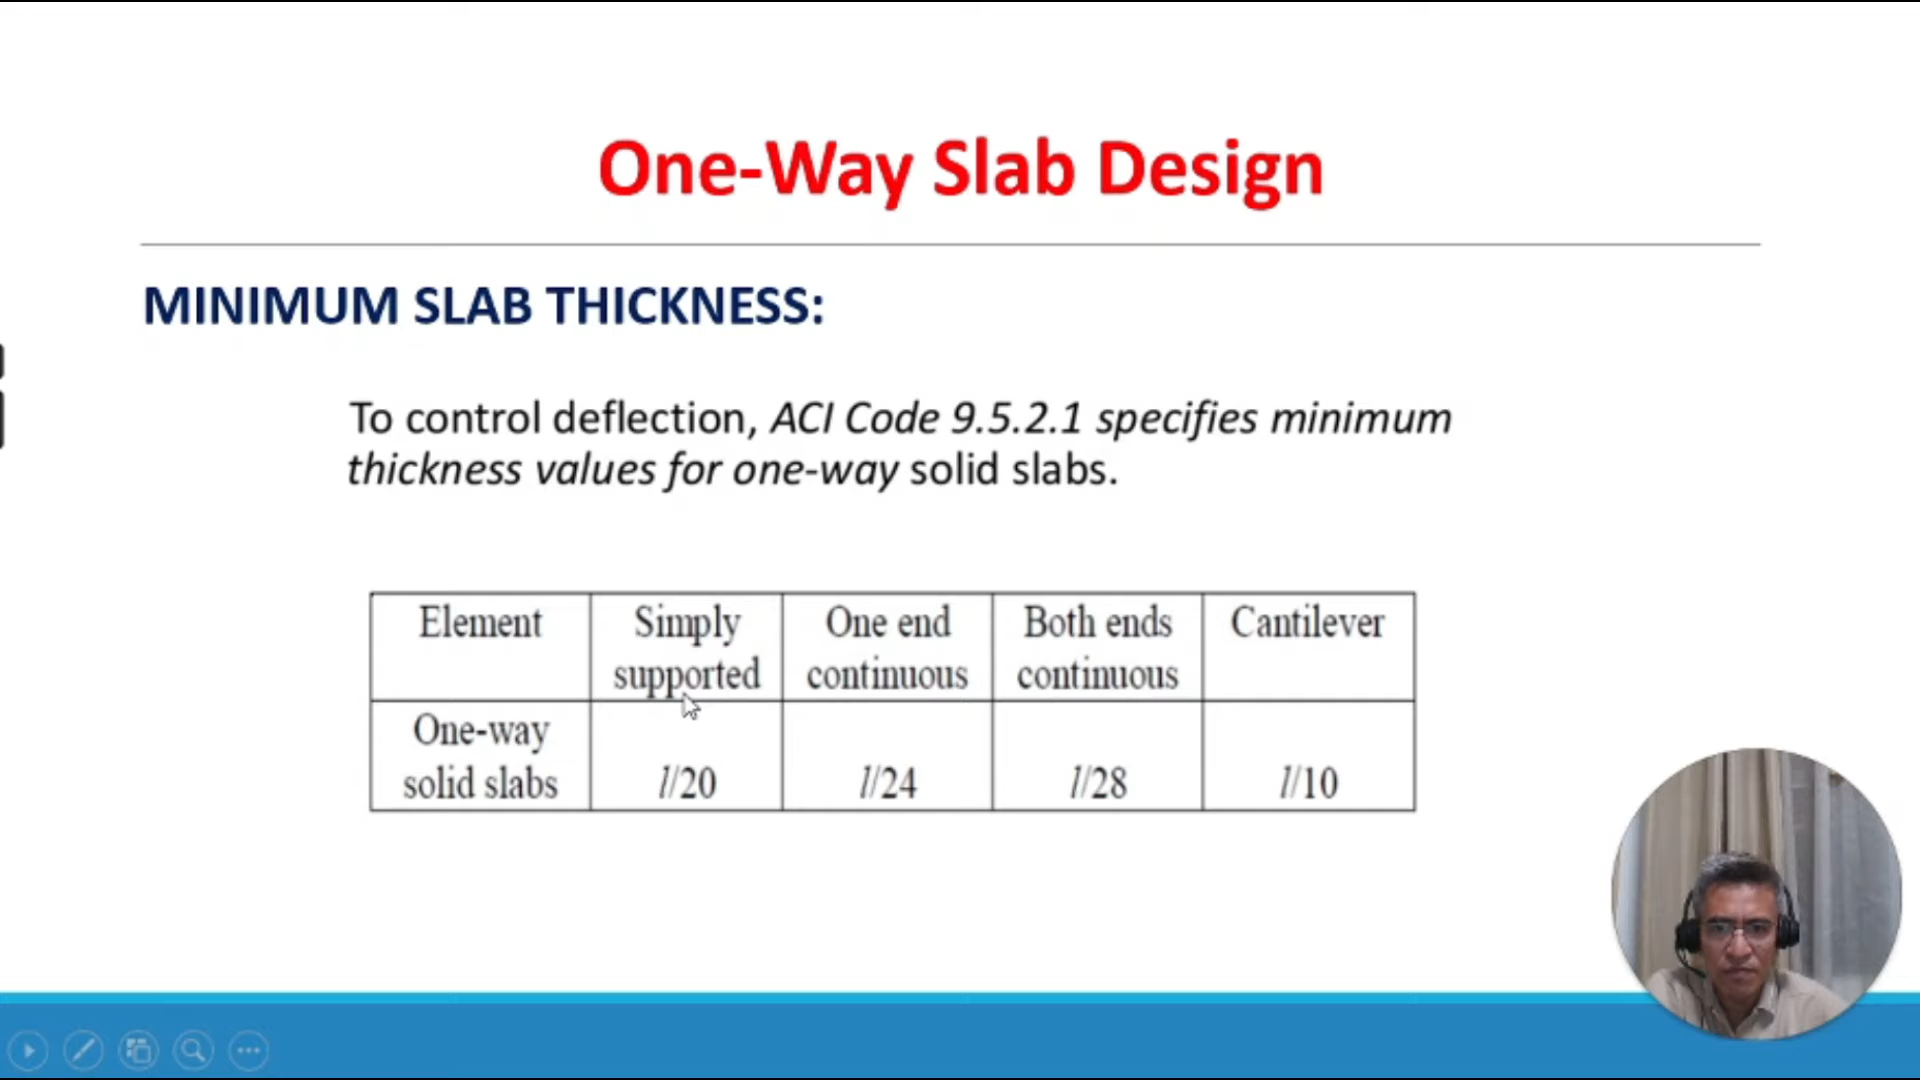 One-Way Slab Design
MINIMUM SLAB THICKNESS:
To control deflection, ACI Code 9.5.2.1 specifies minimum
thickness values for one-way solid slabs.
Element
Simply
supported
One end
continuous
Both ends
continuous
Cantilever
One-way
solid slabs
l/20
l/24
l/28
l/10